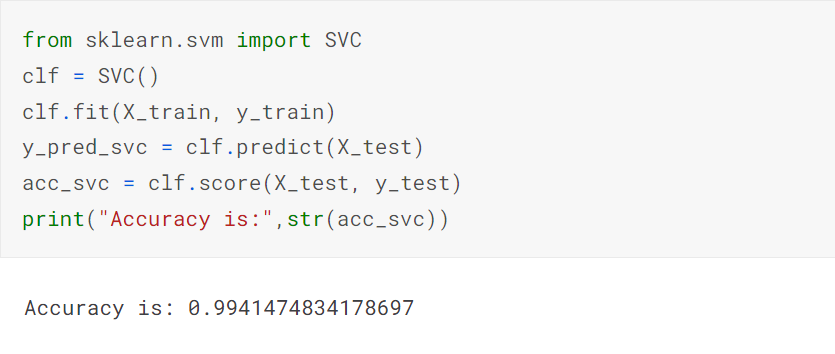 from sklearn.svm import SVC
clf = SVC()
clf.fit(X_train, y_train)
y_pred_svc = clf.predict(X_test)
acc_svc = clf.score(X_test, y_test)
print("Accuracy is:",str(acc_svc))
Accuracy is: 0.9941474834178697